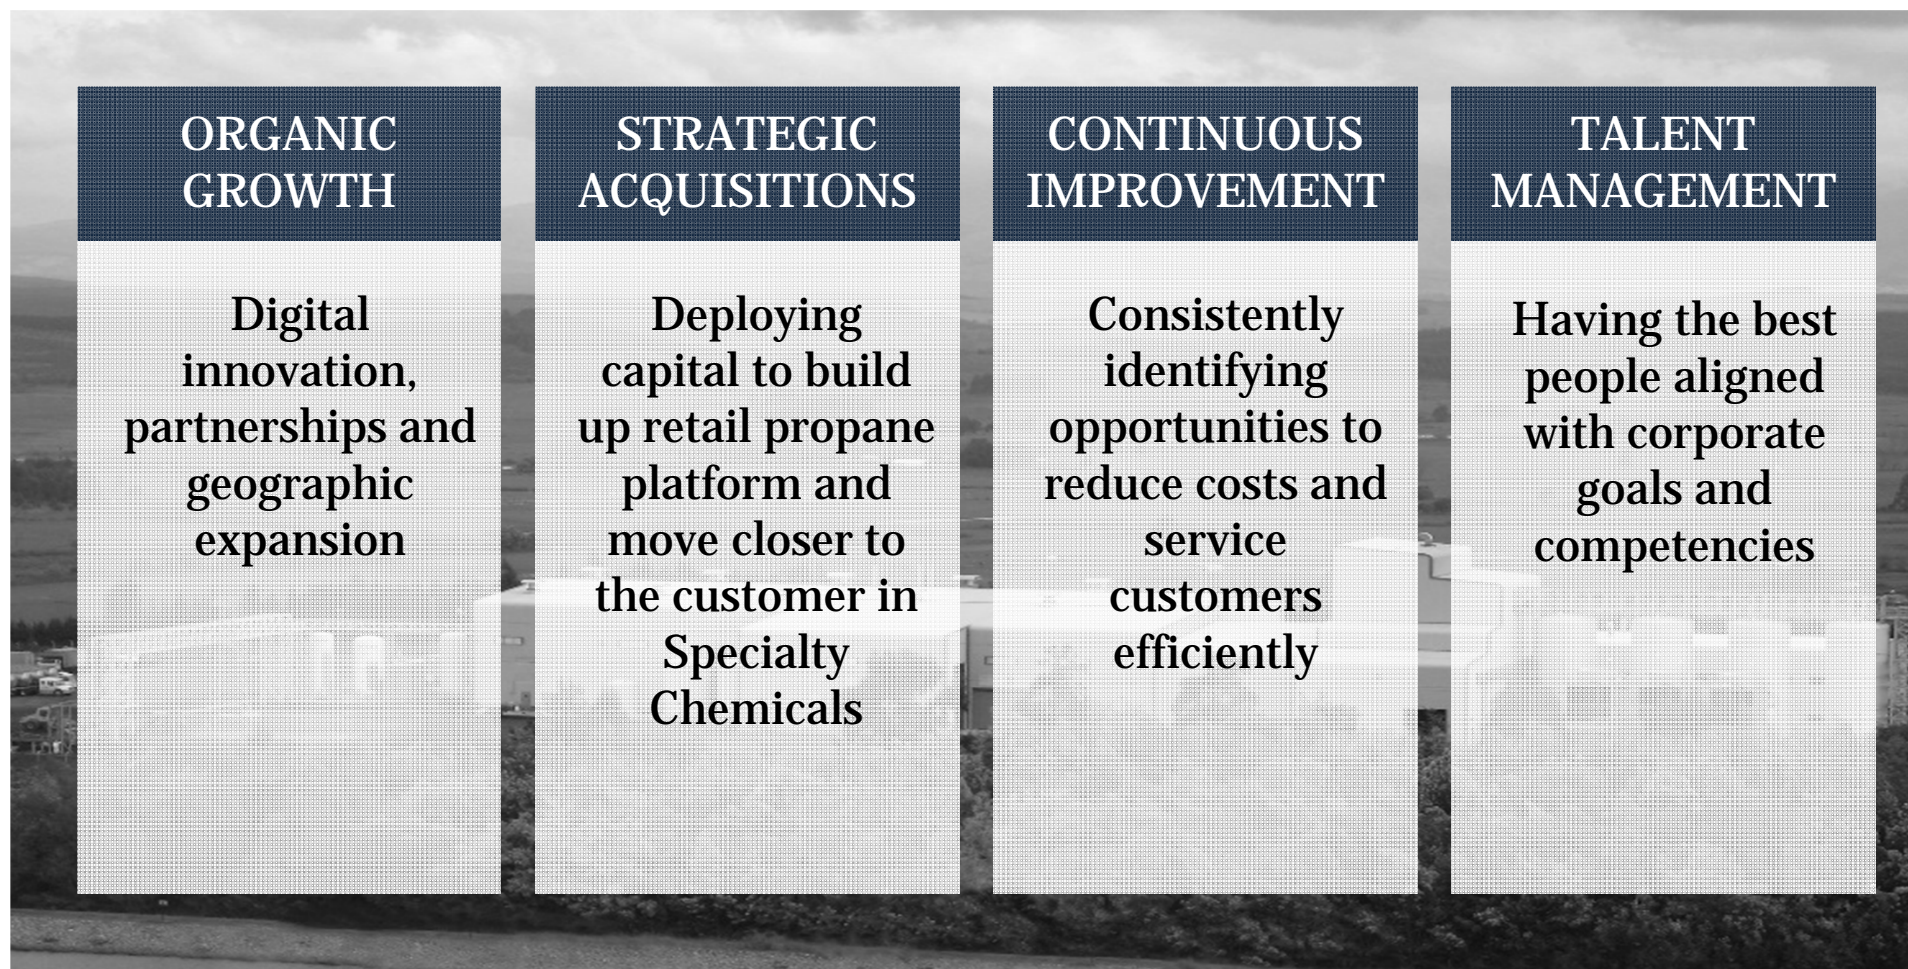 ORGANIC
GROWTH
Digital
innovation,
partnerships and
geographic
expansion
STRATEGIC
ACQUISITIONS
Deploying
capital to build
up retail propane
platform and
move closer to
the customer in
Specialty
Chemicals
CONTINUOUS
IMPROVEMENT
Consistently
identifying
opportunities to
reduce costs and
service
customers
efficiently
TALENT
MANAGEMENT
Having the best
people aligned
with corporate
goals and
competencies